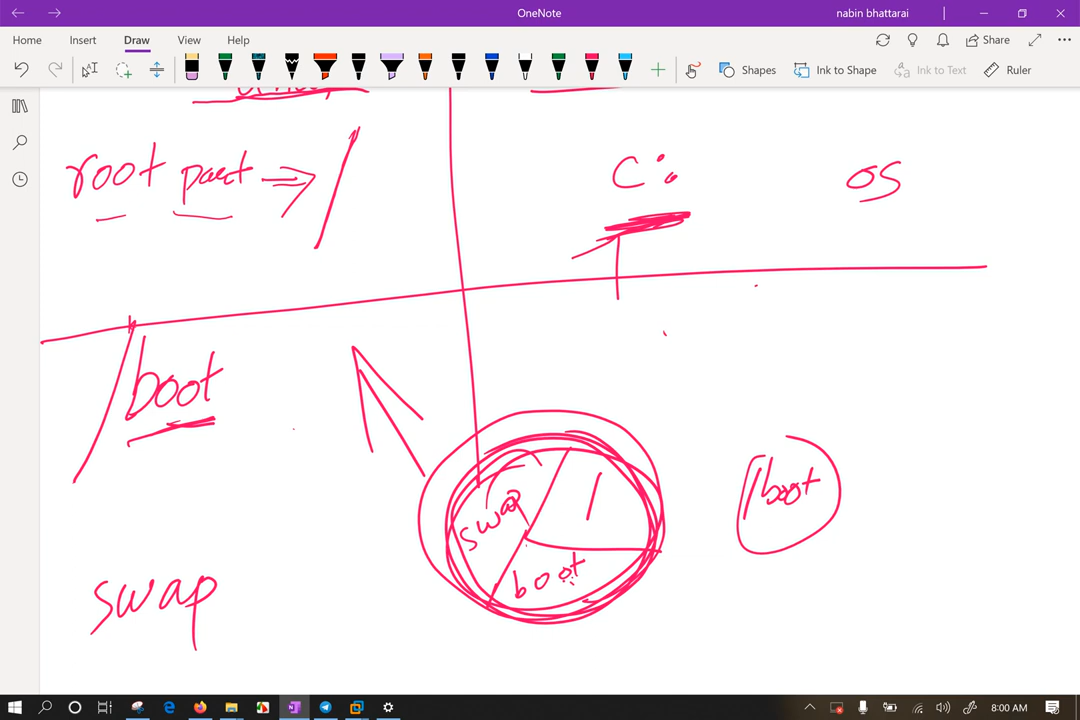 OneNote
nabin bhattarai
Home Insert Draw View Help
Share
Shapes
Ink to Shape
Ink to Text
Ruler
root part ⇒ /
C:
OS
/boot
swap
/
boot
/boot
swap
8:00 AM